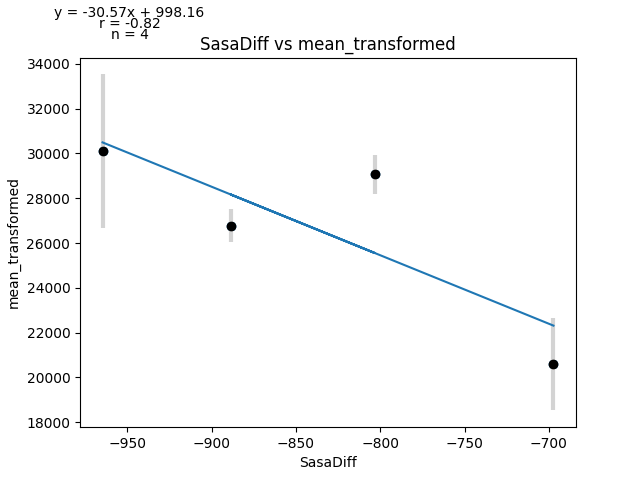 y = -30.57x + 998.16
r = -0.82
n = 4
SasaDiff vs mean_transformed
34000
32000
30000
28000
26000
24000
22000
20000
18000
mean_transformed
−950
−900
−850
−800
−750
−700
SasaDiff